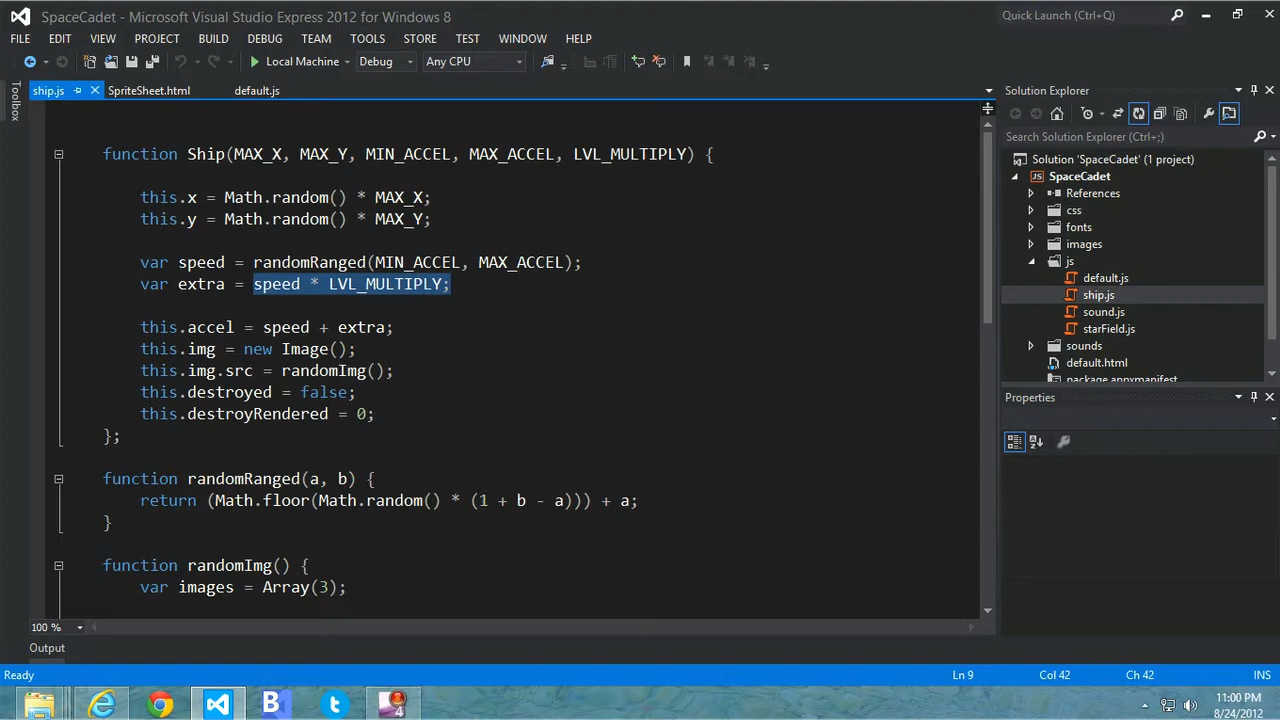 SpaceCadet - Microsoft Visual Studio Express 2012 for Windows 8
Quick Launch (Ctrl+Q)
FILE EDIT VIEW PROJECT BUILD DEBUG TEAM TOOLS STORE TEST WINDOW HELP
Local Machine Debug Any CPU
Toolbox
ship.js SpriteSheet.html default.js
function Ship(MAX_X, MAX_Y, MIN_ACCEL, MAX_ACCEL, LVL_MULTIPLY) {
this.x = Math.random() * MAX_X;
this.y = Math.random() * MAX_Y;
var speed = randomRanged(MIN_ACCEL, MAX_ACCEL);
var extra = speed * LVL_MULTIPLY;
this.accel = speed + extra;
this.img = new Image();
this.img.src = randomImg();
this.destroyed = false;
this.destroyRendered = 0;
};
function randomRanged(a, b) {
return (Math.floor(Math.random() * (1 + b - a))) + a;
}
function randomImg() {
var images = Array(3);
100 %
Output
Solution Explorer
Search Solution Explorer (Ctrl+;)
Solution 'SpaceCadet' (1 project)
JS SpaceCadet
References
css
fonts
images
js
default.js
ship.js
sound.js
starField.js
sounds
default.html
package.appxmanifest
Properties
Ready Ln 9 Col 42 Ch 42 INS
11:00 PM
8/24/2012